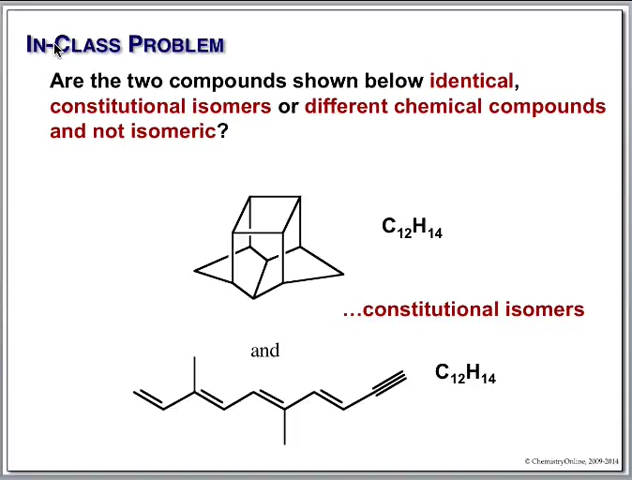 IN-CLASS PROBLEM
Are the two compounds shown below identical,
constitutional isomers or different chemical compounds
and not isomeric?
C₁₂H₁₄
…constitutional isomers
and
C₁₂H₁₄
© ChemistryOnline, 2009-2014